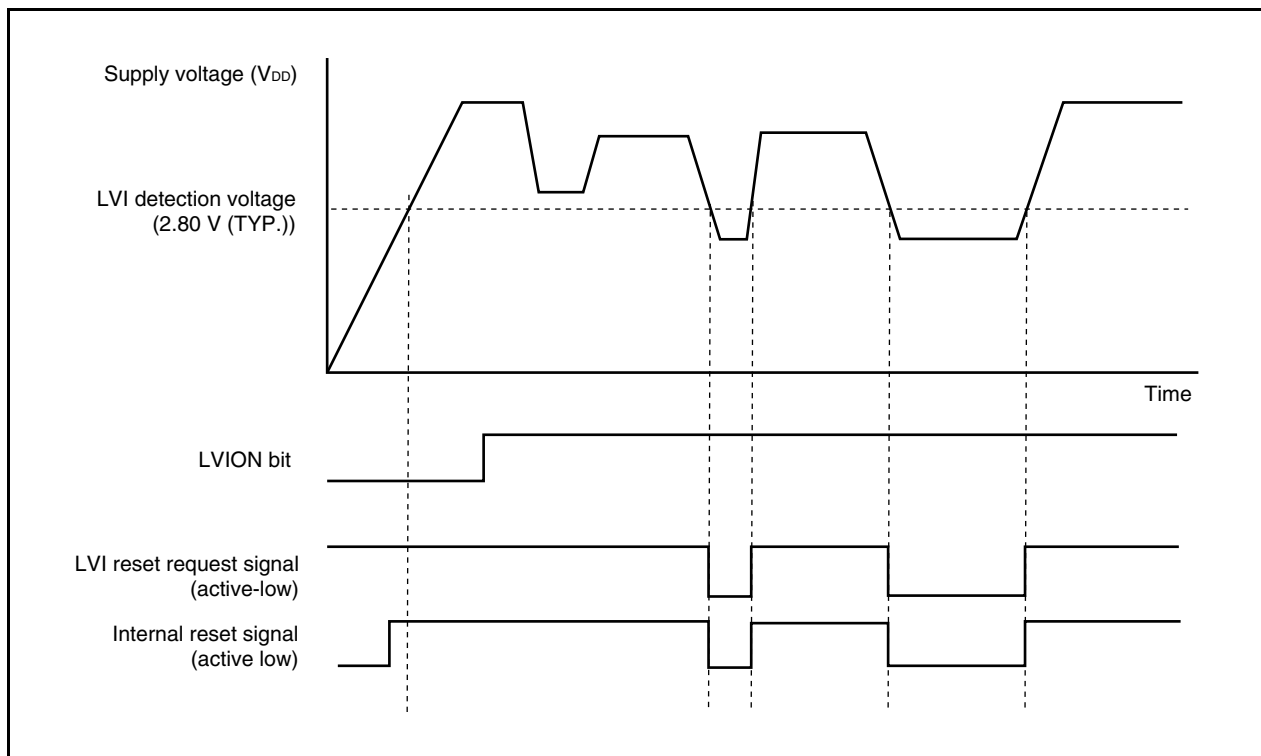 Supply voltage (VDD)
LVI detection voltage
(2.80 V (TYP.))
Time
LVION bit
LVI reset request signal
(active-low)
Internal reset signal
(active low)